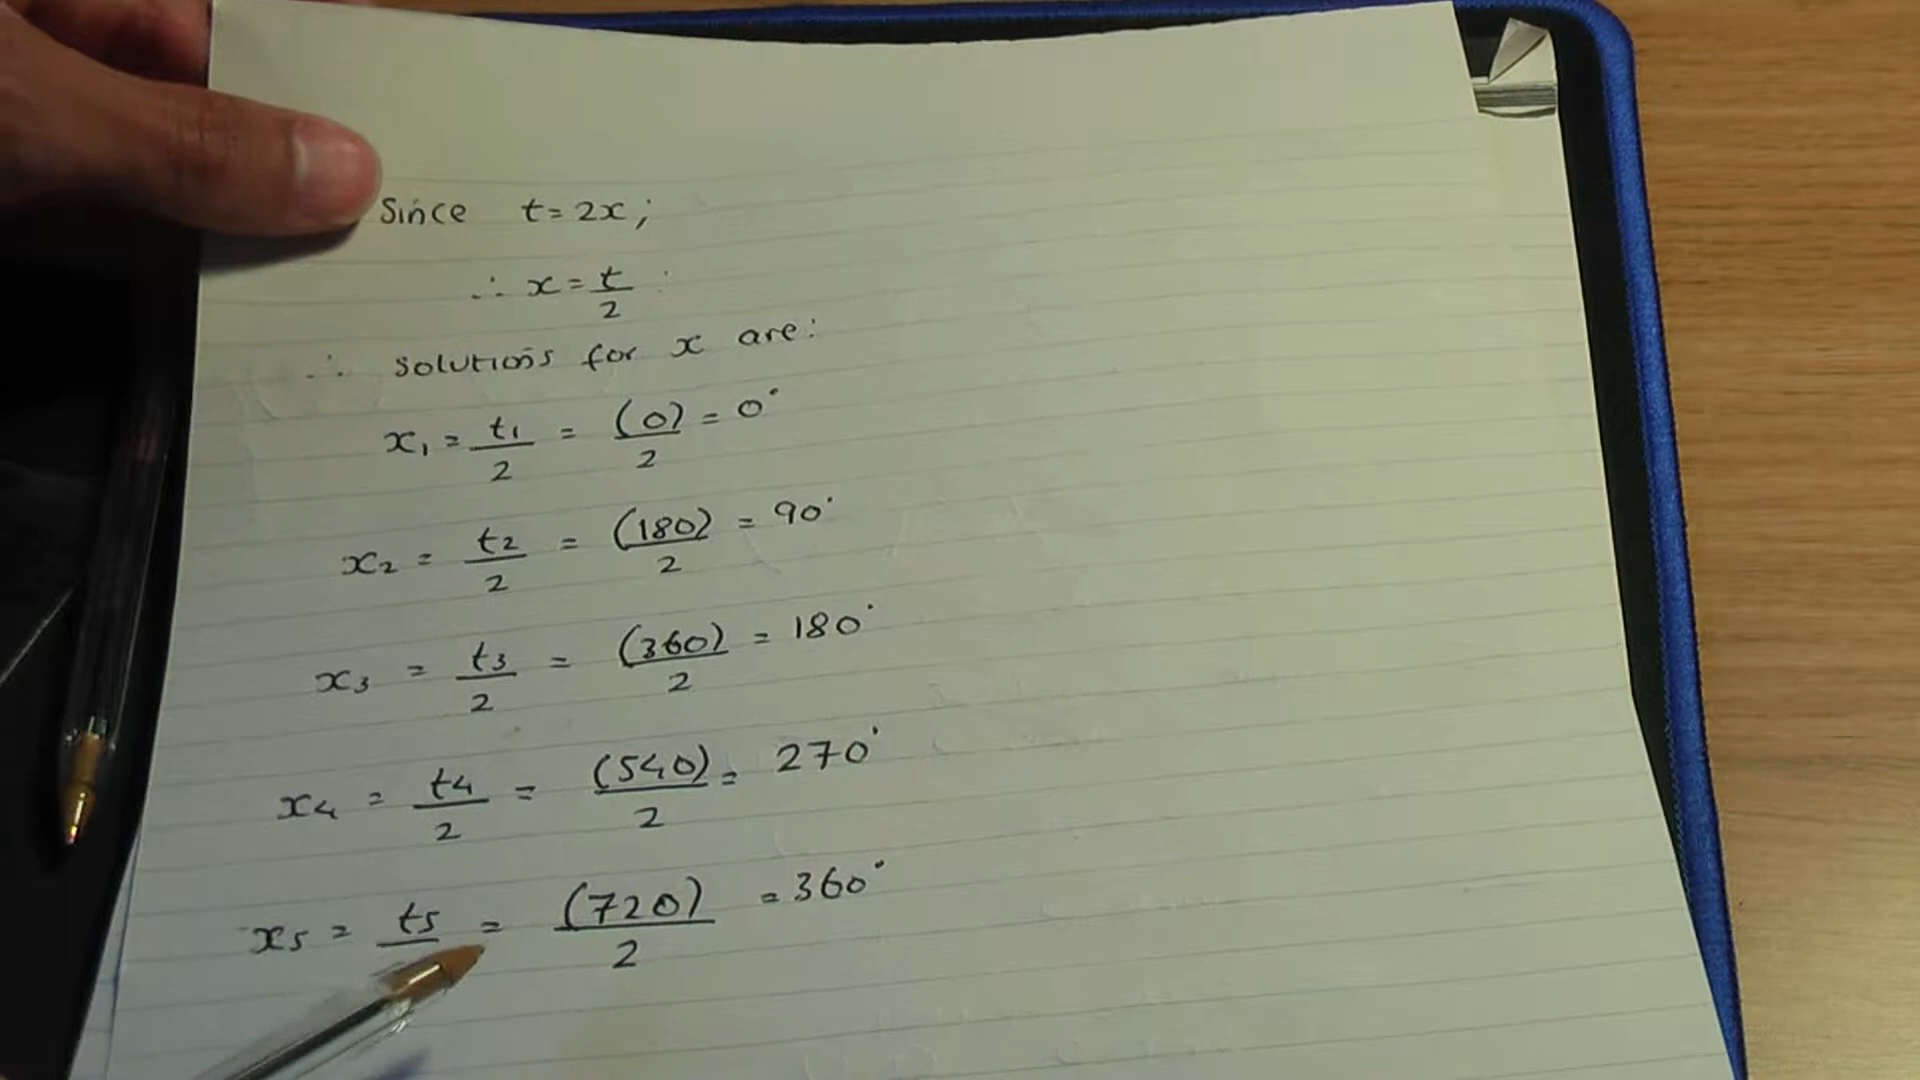 Since t = 2x;
∴ x = t/2
∴ solutions for x are:
x₁ = t₁/2 = (0)/2 = 0°
x₂ = t₂/2 = (180)/2 = 90°
x₃ = t₃/2 = (360)/2 = 180°
x₄ = t₄/2 = (540)/2 = 270°
x₅ = t₅/ = (720)/2 = 360°